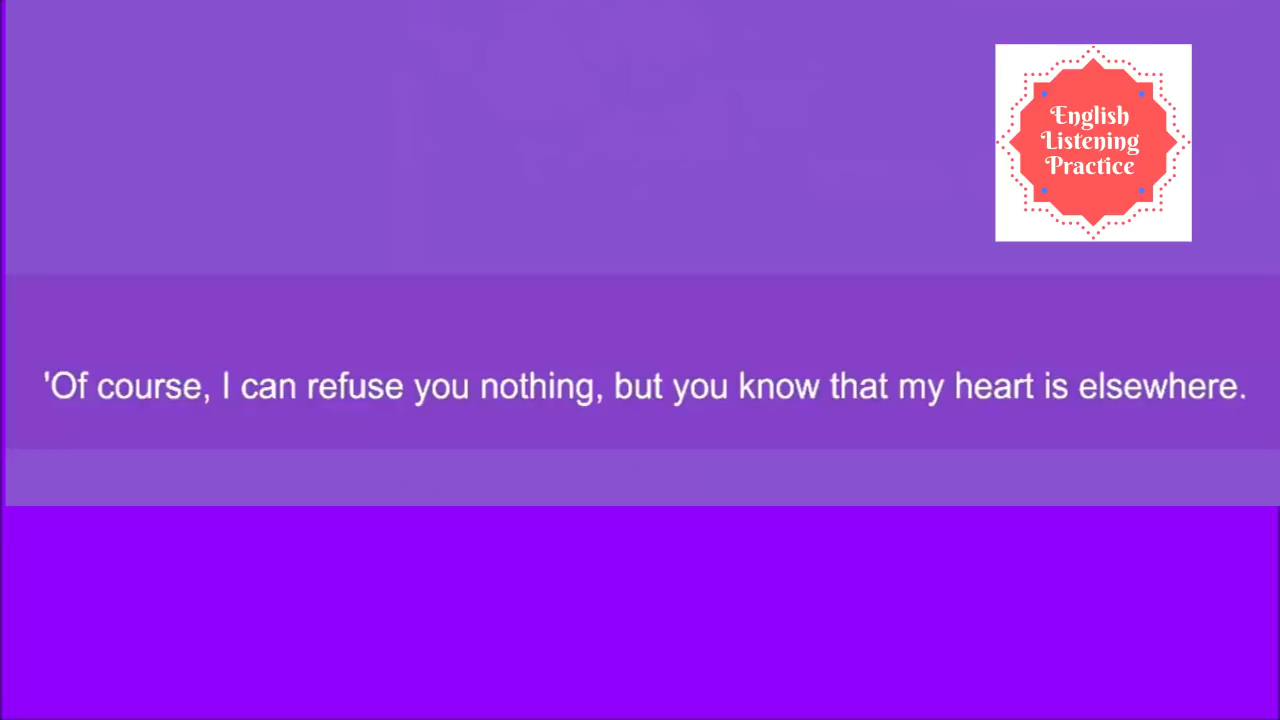 English
Listening
Practice
'Of course, I can refuse you nothing, but you know that my heart is elsewhere.